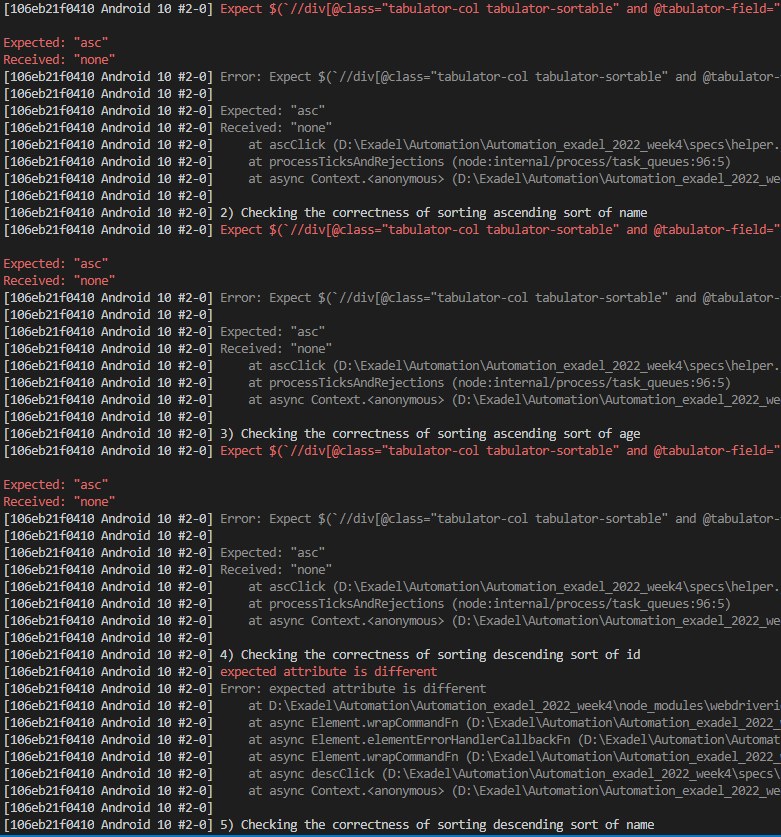 [106eb21f0410 Android 10 #2-0] Expect $(`//div[@class="tabulator-col tabulator-sortable" and @tabulator-field="
Expected: "asc"
Received: "none"
[106eb21f0410 Android 10 #2-0] Error: Expect $(`//div[@class="tabulator-col tabulator-sortable" and @tabulator-
[106eb21f0410 Android 10 #2-0]
[106eb21f0410 Android 10 #2-0] Expected: "asc"
[106eb21f0410 Android 10 #2-0] Received: "none"
[106eb21f0410 Android 10 #2-0]     at ascClick (D:\Exadel\Automation\Automation_exadel_2022_week4\specs\helper.
[106eb21f0410 Android 10 #2-0]     at processTicksAndRejections (node:internal/process/task_queues:96:5)
[106eb21f0410 Android 10 #2-0]     at async Context.<anonymous> (D:\Exadel\Automation\Automation_exadel_2022_we
[106eb21f0410 Android 10 #2-0]
[106eb21f0410 Android 10 #2-0] 2) Checking the correctness of sorting ascending sort of name
[106eb21f0410 Android 10 #2-0] Expect $(`//div[@class="tabulator-col tabulator-sortable" and @tabulator-field="
Expected: "asc"
Received: "none"
[106eb21f0410 Android 10 #2-0] Error: Expect $(`//div[@class="tabulator-col tabulator-sortable" and @tabulator-
[106eb21f0410 Android 10 #2-0]
[106eb21f0410 Android 10 #2-0] Expected: "asc"
[106eb21f0410 Android 10 #2-0] Received: "none"
[106eb21f0410 Android 10 #2-0]     at ascClick (D:\Exadel\Automation\Automation_exadel_2022_week4\specs\helper.
[106eb21f0410 Android 10 #2-0]     at processTicksAndRejections (node:internal/process/task_queues:96:5)
[106eb21f0410 Android 10 #2-0]     at async Context.<anonymous> (D:\Exadel\Automation\Automation_exadel_2022_we
[106eb21f0410 Android 10 #2-0]
[106eb21f0410 Android 10 #2-0] 3) Checking the correctness of sorting ascending sort of age
[106eb21f0410 Android 10 #2-0] Expect $(`//div[@class="tabulator-col tabulator-sortable" and @tabulator-field="
Expected: "asc"
Received: "none"
[106eb21f0410 Android 10 #2-0] Error: Expect $(`//div[@class="tabulator-col tabulator-sortable" and @tabulator-
[106eb21f0410 Android 10 #2-0]
[106eb21f0410 Android 10 #2-0] Expected: "asc"
[106eb21f0410 Android 10 #2-0] Received: "none"
[106eb21f0410 Android 10 #2-0]     at ascClick (D:\Exadel\Automation\Automation_exadel_2022_week4\specs\helper.
[106eb21f0410 Android 10 #2-0]     at processTicksAndRejections (node:internal/process/task_queues:96:5)
[106eb21f0410 Android 10 #2-0]     at async Context.<anonymous> (D:\Exadel\Automation\Automation_exadel_2022_we
[106eb21f0410 Android 10 #2-0]
[106eb21f0410 Android 10 #2-0] 4) Checking the correctness of sorting descending sort of id
[106eb21f0410 Android 10 #2-0] expected attribute is different
[106eb21f0410 Android 10 #2-0] Error: expected attribute is different
[106eb21f0410 Android 10 #2-0]     at D:\Exadel\Automation\Automation_exadel_2022_week4\node_modules\webdriveri
[106eb21f0410 Android 10 #2-0]     at async Element.wrapCommandFn (D:\Exadel\Automation\Automation_exadel_2022_
[106eb21f0410 Android 10 #2-0]     at async Element.elementErrorHandlerCallbackFn (D:\Exadel\Automation\Automat
[106eb21f0410 Android 10 #2-0]     at async Element.wrapCommandFn (D:\Exadel\Automation\Automation_exadel_2022_
[106eb21f0410 Android 10 #2-0]     at async descClick (D:\Exadel\Automation\Automation_exadel_2022_week4\specs\
[106eb21f0410 Android 10 #2-0]     at async Context.<anonymous> (D:\Exadel\Automation\Automation_exadel_2022_we
[106eb21f0410 Android 10 #2-0]
[106eb21f0410 Android 10 #2-0] 5) Checking the correctness of sorting descending sort of name